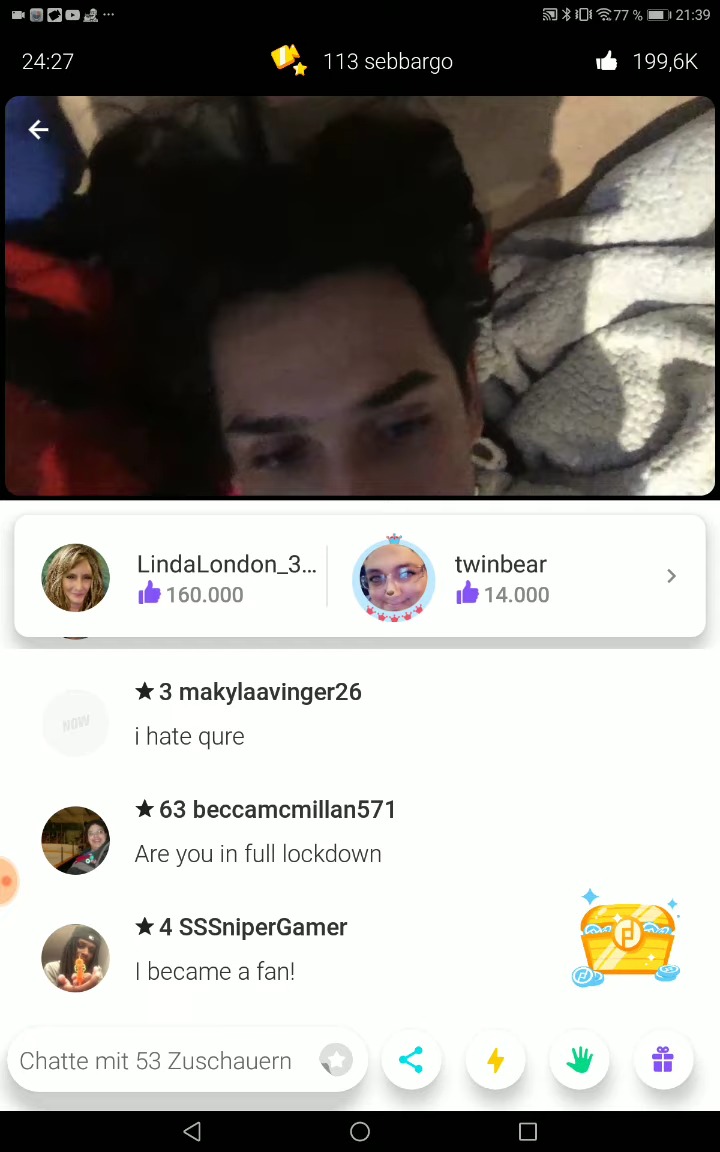 77 % 21:39
24:27 113 sebbargo 199,6K
LindaLondon_3... twinbear
160.000 14.000
★ 3 makylaavinger26
NOW
i hate qure
★ 63 beccamcmillan571
Are you in full lockdown
★ 4 SSSniperGamer
I became a fan!
Chatte mit 53 Zuschauern